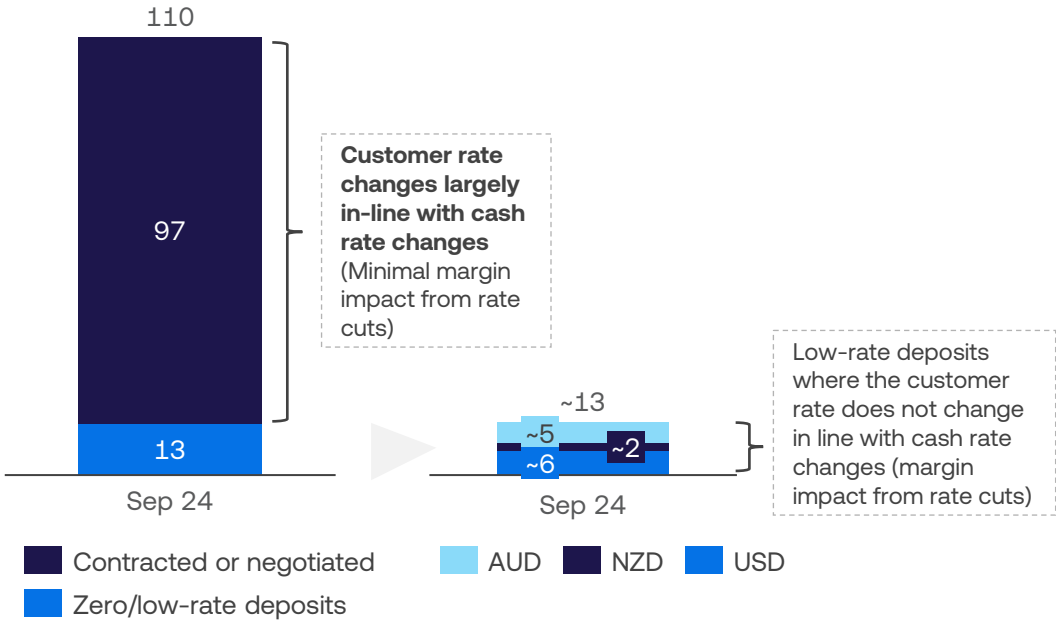 110
97
13
Sep 24
Customer rate
changes largely
in-line with cash
rate changes
(Minimal margin
impact from rate
cuts)
~13
~5
~2
~6
Sep 24
Low-rate deposits
where the customer
rate does not change
in line with cash rate
changes (margin
impact from rate cuts)
Contracted or negotiated
Zero/low-rate deposits
AUD
NZD
USD